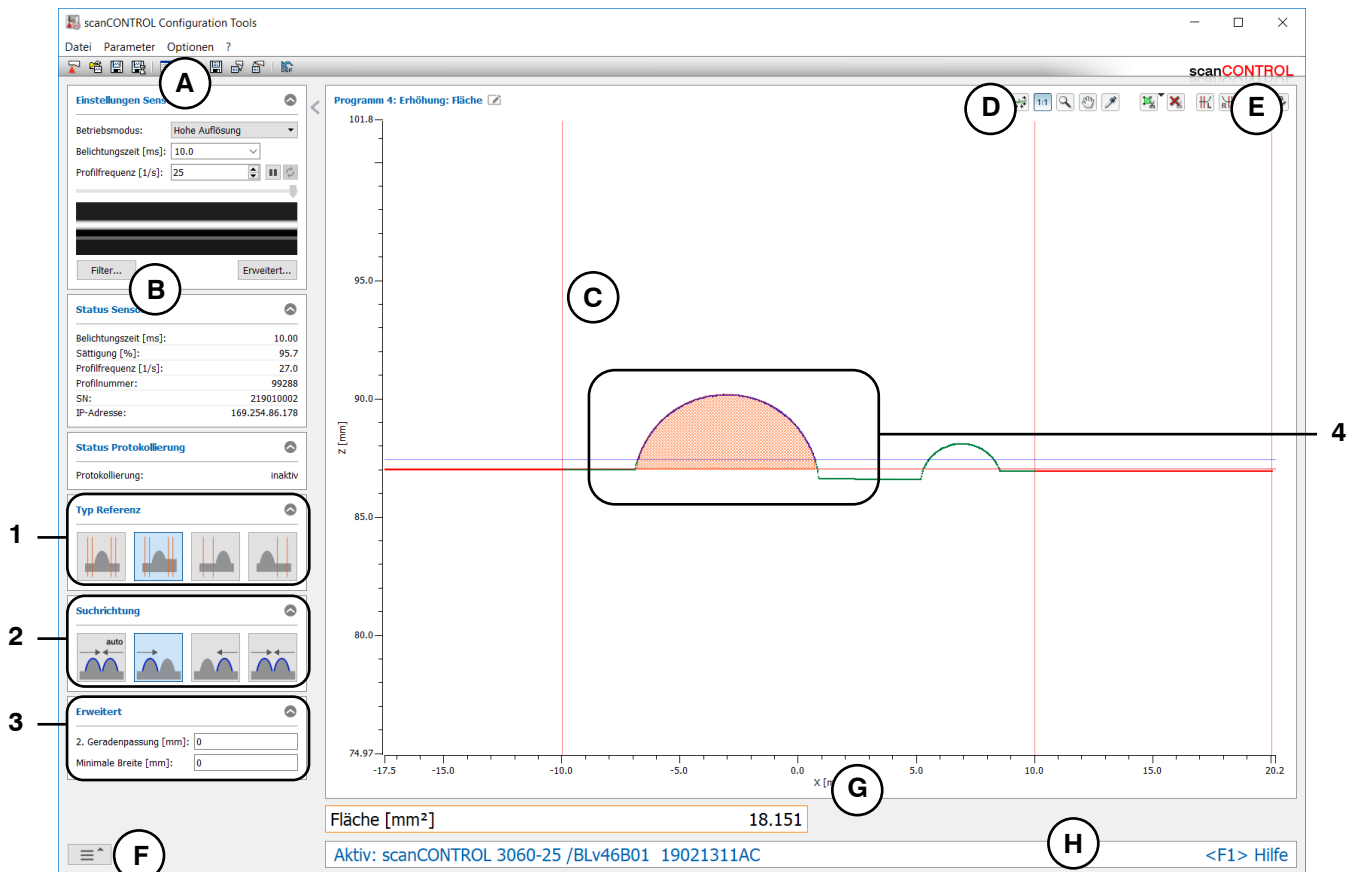 scanCONTROL Configuration Tools
Datei Parameter Optionen ?
A
scanCONTROL
Einstellungen
Betriebsmodus: Hohe Auflösung
Belichtungszeit [ms]: 10.0
Profilfrequenz [1/s]: 25
Filter... Erweitert...
B
Status
Belichtungszeit [ms]: 10.00
Sättigung [%]: 95.7
Profilfrequenz [1/s]: 27.0
Profilnummer: 99288
SN: 219010002
IP-Adresse: 169.254.86.178
Status Protokollierung
Protokollierung: inaktiv
1
Typ Referenz
2
Suchrichtung
auto
3
Erweitert
2. Geradenpassung [mm]: 0
Minimale Breite [mm]: 0
F
Programm 4: Erhöhung: Fläche
D
1:1
E
101.8
95.0
90.0
85.0
80.0
74.97
Z [mm]
C
4
-17.5 -15.0 -10.0 -5.0 0.0 5.0 10.0 15.0 20.2
X
G
Fläche [mm²] 18.151
H
Aktiv: scanCONTROL 3060-25 /BLv46B01 19021311AC <F1> Hilfe